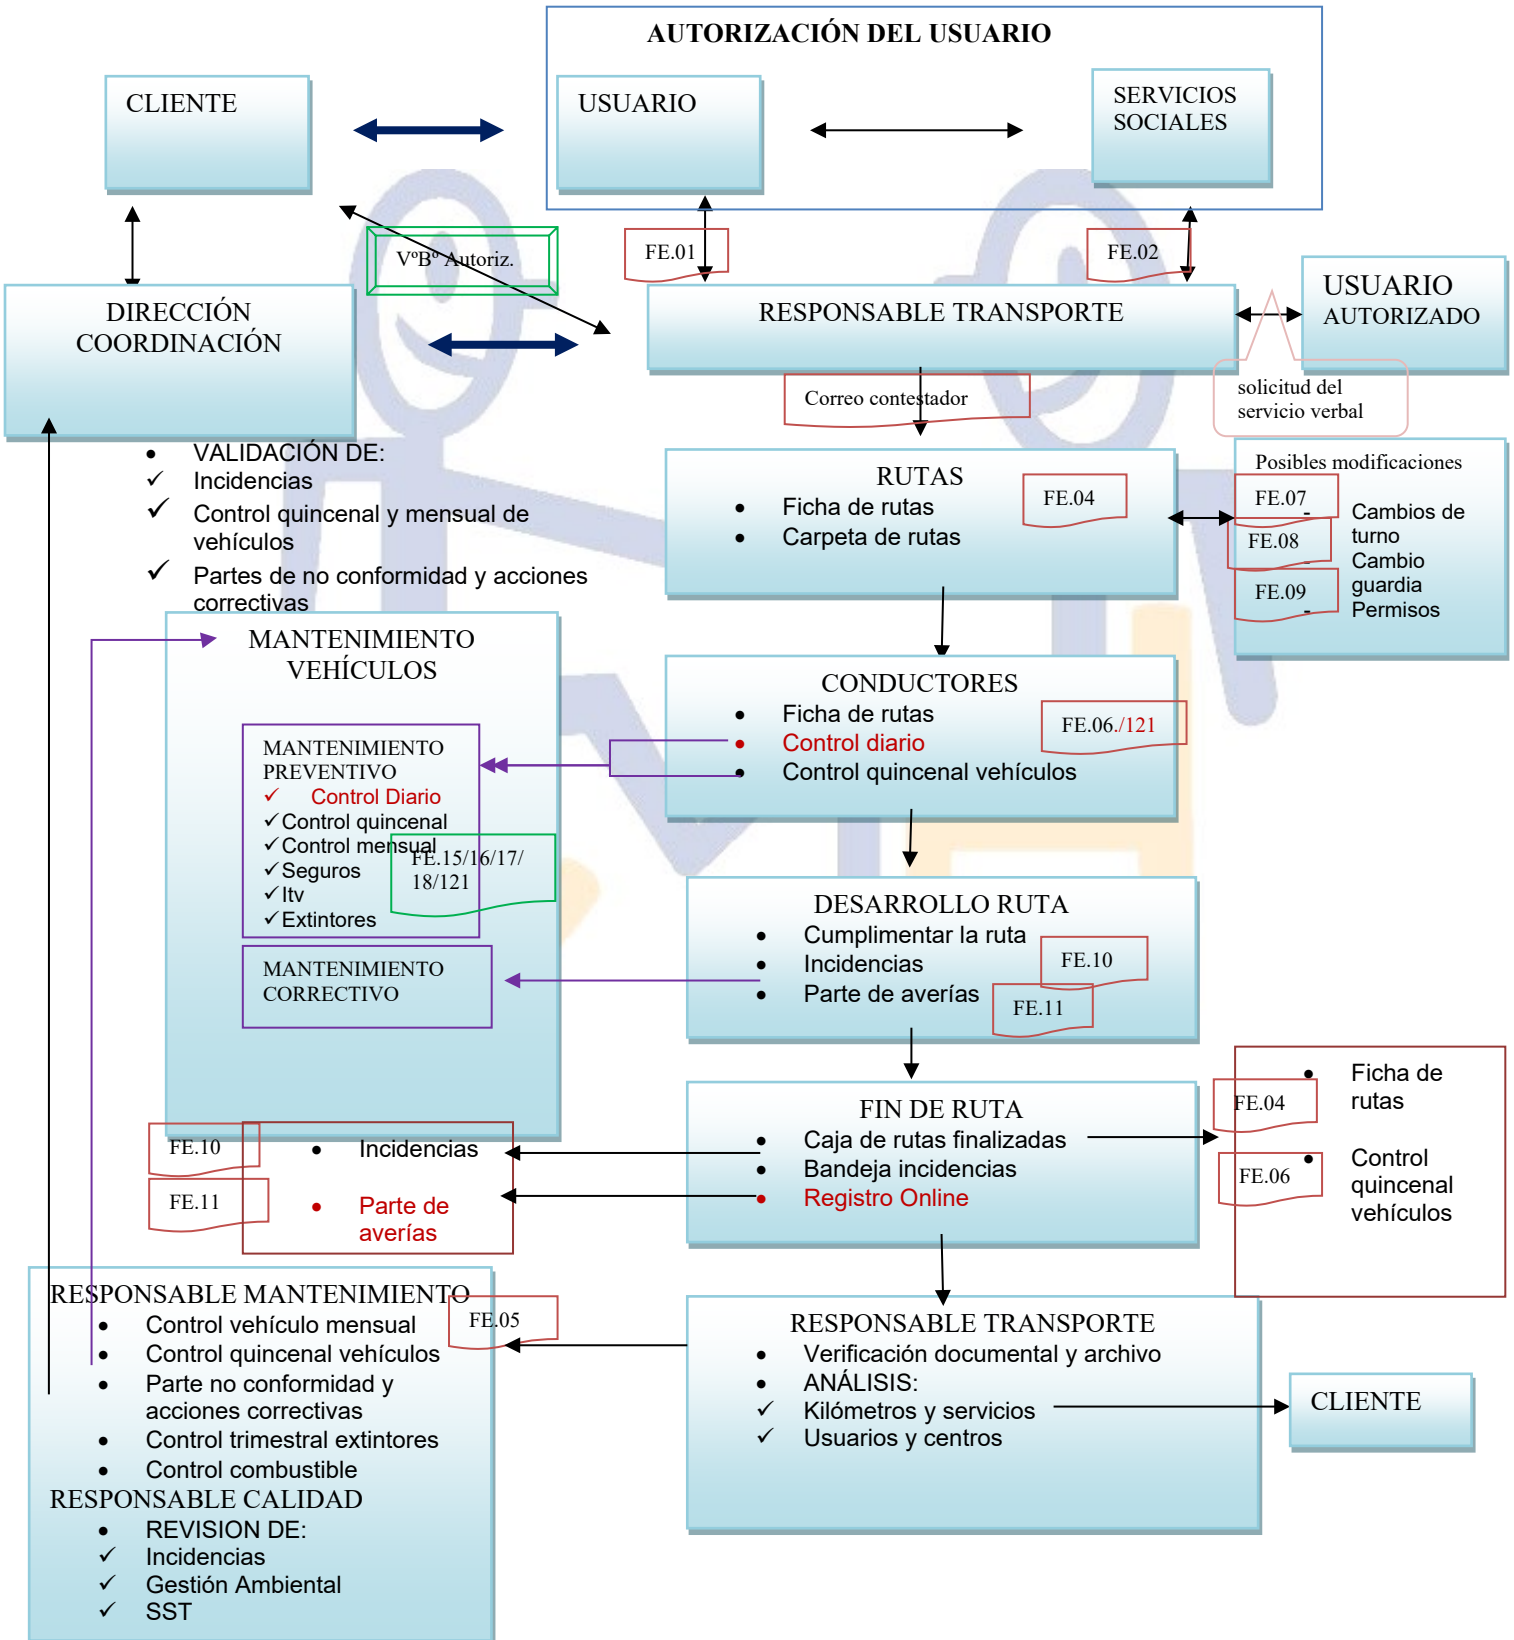 AUTORIZACIÓN DEL USUARIO
CLIENTE
USUARIO
SERVICIOS
SOCIALES
VºBº Autoriz.
FE.01
FE.02
DIRECCIÓN
COORDINACIÓN
RESPONSABLE TRANSPORTE
USUARIO
AUTORIZADO
Correo contestador
solicitud del
servicio verbal
• VALIDACIÓN DE:
✓ Incidencias
✓ Control quincenal y mensual de
vehículos
✓ Partes de no conformidad y acciones
correctivas
RUTAS
• Ficha de rutas
• Carpeta de rutas
FE.04
Posibles modificaciones
FE.07
FE.08
FE.09
- Cambios de
turno
- Cambio
guardia
- Permisos
MANTENIMIENTO
VEHÍCULOS
MANTENIMIENTO
PREVENTIVO
✓ Control Diario
✓Control quincenal
✓Control mensual
✓Seguros
✓Itv
✓Extintores
FE.15/16/17/
18/121
MANTENIMIENTO
CORRECTIVO
CONDUCTORES
• Ficha de rutas
• Control diario
• Control quincenal vehículos
FE.06./121
DESARROLLO RUTA
• Cumplimentar la ruta
• Incidencias
• Parte de averías
FE.10
FE.11
FIN DE RUTA
• Caja de rutas finalizadas
• Bandeja incidencias
• Registro Online
FE.04
FE.06
• Ficha de
rutas
• Control
quincenal
vehículos
FE.10
FE.11
• Incidencias
• Parte de
averías
RESPONSABLE MANTENIMIENTO
• Control vehículo mensual
• Control quincenal vehículos
• Parte no conformidad y
acciones correctivas
• Control trimestral extintores
• Control combustible
RESPONSABLE CALIDAD
• REVISION DE:
✓ Incidencias
✓ Gestión Ambiental
✓ SST
FE.05
RESPONSABLE TRANSPORTE
• Verificación documental y archivo
• ANÁLISIS:
✓ Kilómetros y servicios
✓ Usuarios y centros
CLIENTE